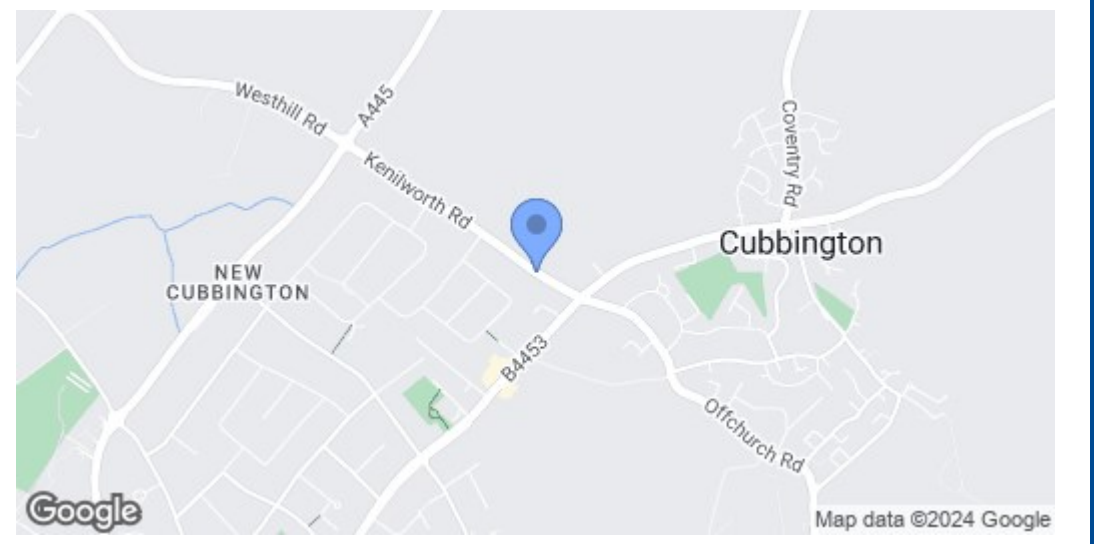 Westhill Rd
A445
Coventry Rd
Kenilworth Rd
Cubbington
NEW
CUBBINGTON
B4453
Offchurch Rd
Google
Map data ©2024 Google